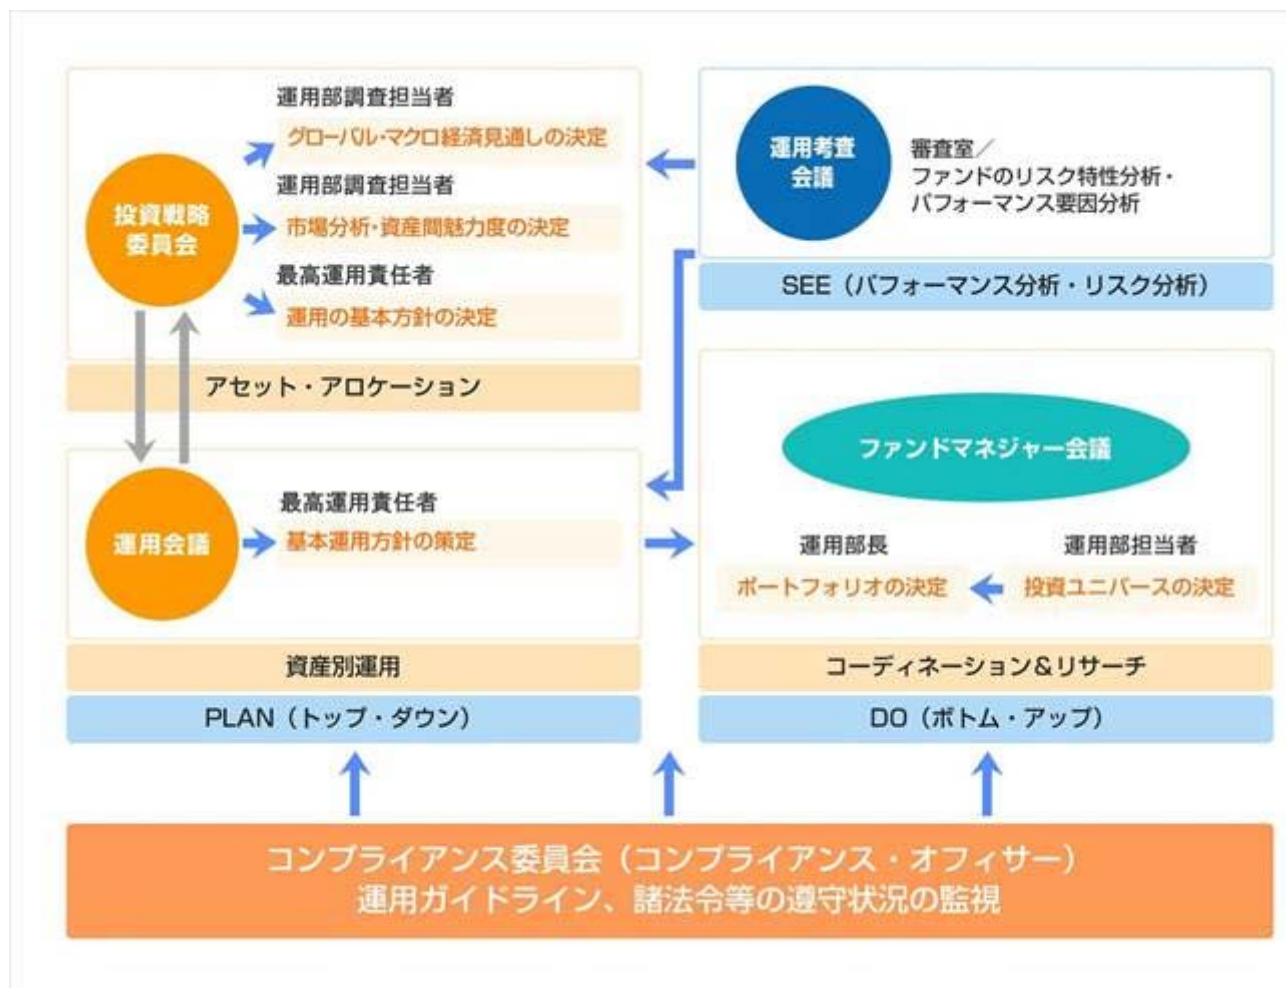 運用部調査担当者
グローバル・マクロ経済見通しの決定
運用部調査担当者
市場分析・資産間魅力度の決定
最高運用責任者
運用の基本方針の決定
投資戦略
委員会
アセット・アロケーション
運用会議
最高運用責任者
基本運用方針の策定
資産別運用
PLAN（トップ・ダウン）
運用考査
会議
審査室／
ファンドのリスク特性分析・
パフォーマンス要因分析
SEE（パフォーマンス分析・リスク分析）
ファンドマネジャー会議
運用部長
ポートフォリオの決定
運用部担当者
投資ユニバースの決定
コーディネーション＆リサーチ
DO（ボトム・アップ）
コンプライアンス委員会（コンプライアンス・オフィサー）
運用ガイドライン、諸法令等の遵守状況の監視